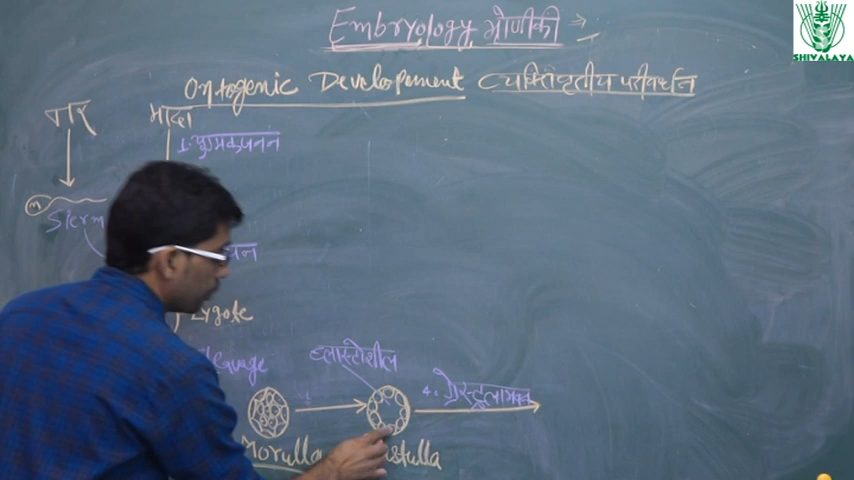 Embryology भ्रौणीकी
SHIVALAYA
Ontogenic Development व्यक्तिवृतीय परीवर्धन
नर
मादा
1. युग्मकजनन
m
Sperm
Zygote
ब्लास्टोशील
4. गैस्ट्रुलाभवन
Morulla